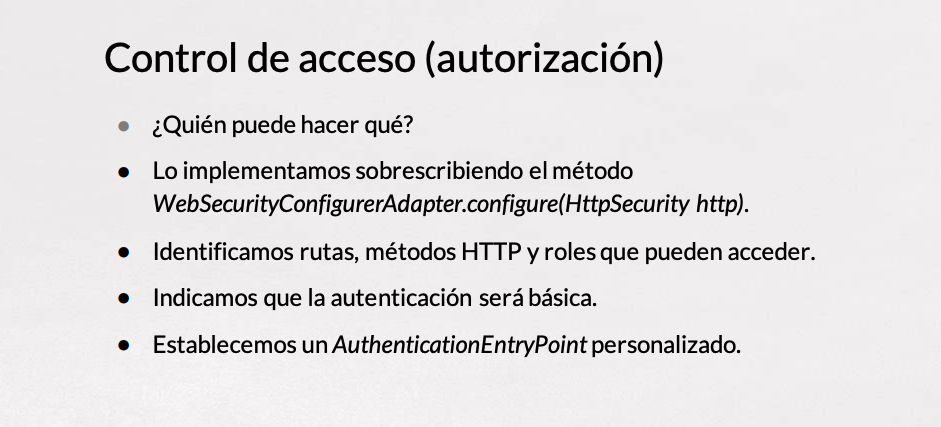 Control de acceso (autorización)
● ¿Quién puede hacer qué?
● Lo implementamos sobrescribiendo el método
WebSecurityConfigurerAdapter.configure(HttpSecurity http).
● Identificamos rutas, métodos HTTP y roles que pueden acceder.
● Indicamos que la autenticación será básica.
● Establecemos un AuthenticationEntryPoint personalizado.